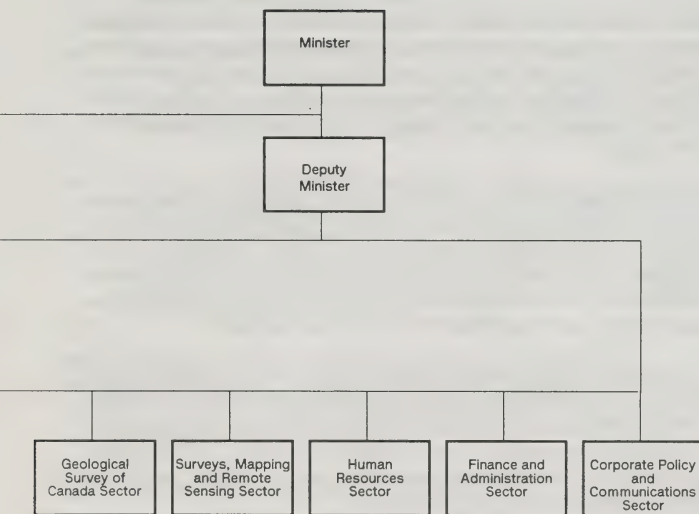 Minister
Deputy
Minister
Geological
Survey of
Canada Sector
Surveys, Mapping
and Remote
Sensing Sector
Human
Resources
Sector
Finance and
Administration
Sector
Corporate Policy
and
Communications
Sector